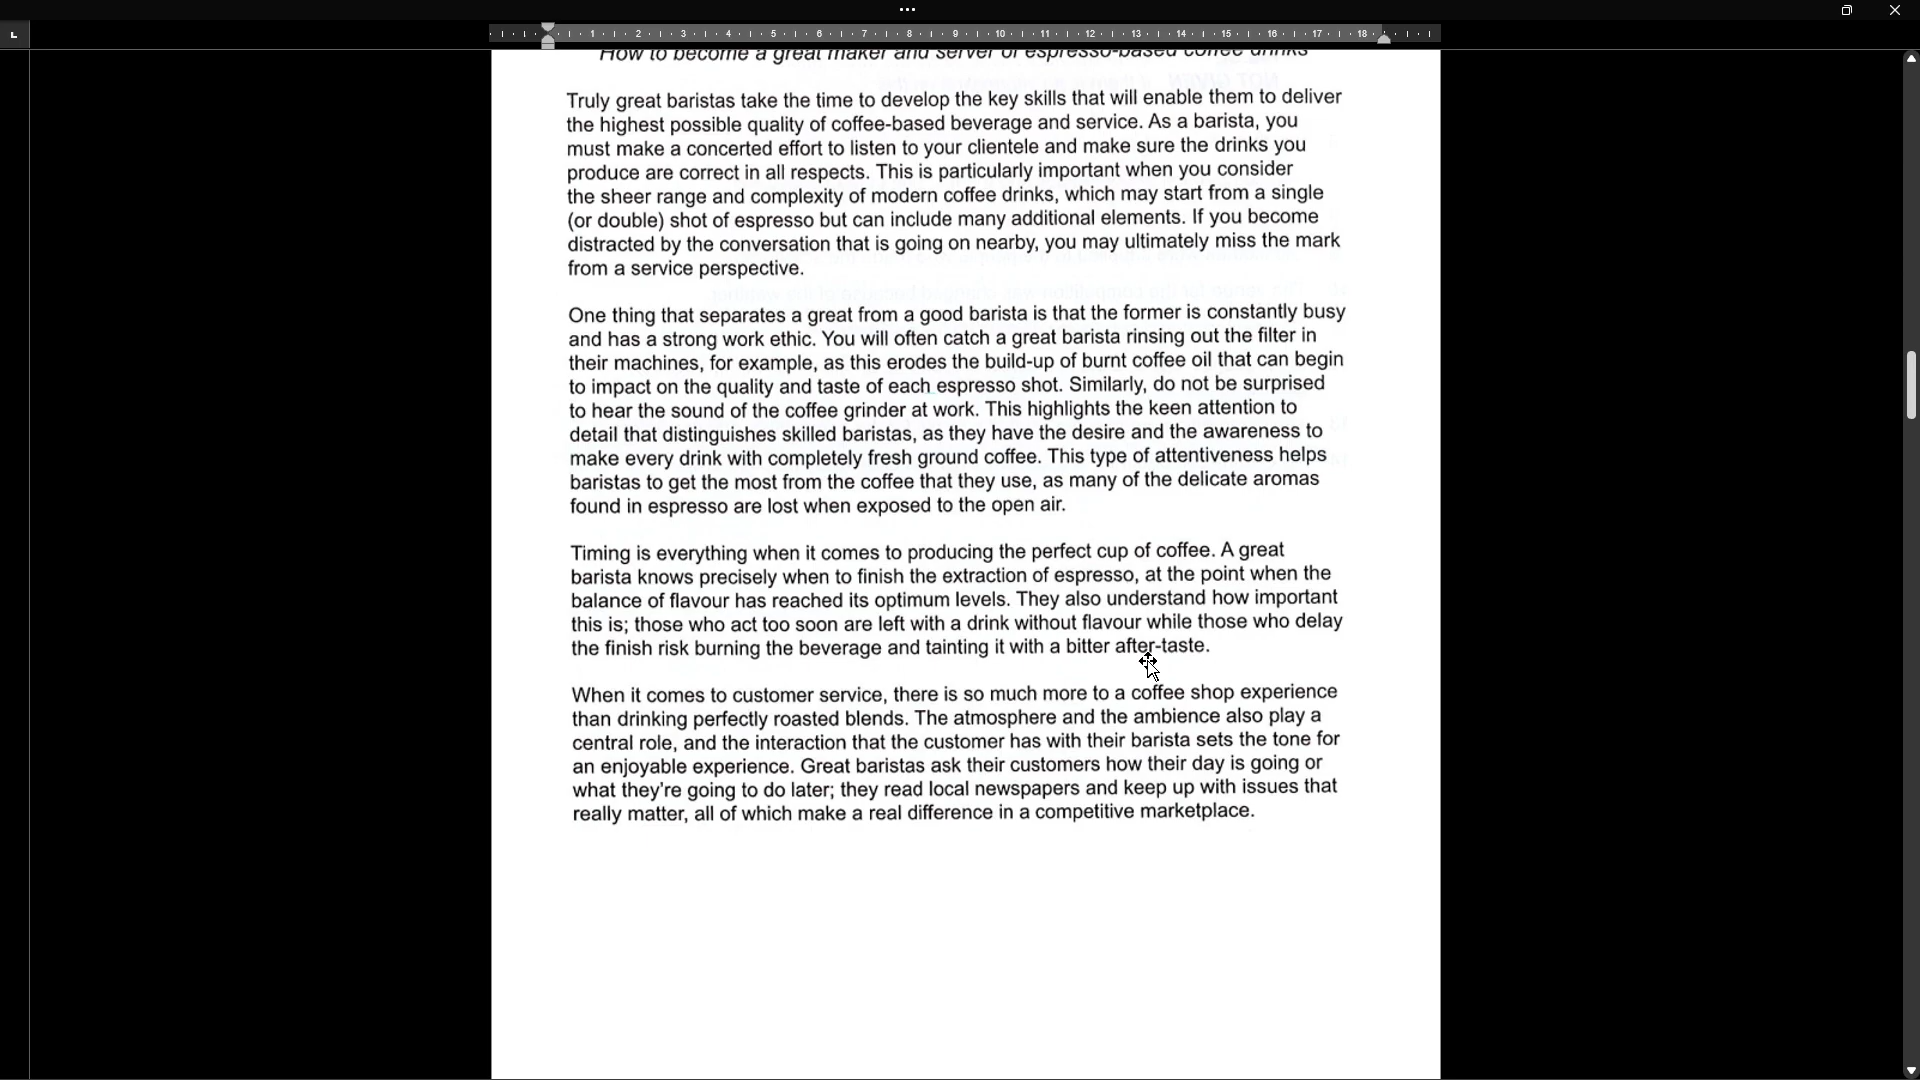 How to become a great maker and server of espresso-based coffee drinks
Truly great baristas take the time to develop the key skills that will enable them to deliver
the highest possible quality of coffee-based beverage and service. As a barista, you
must make a concerted effort to listen to your clientele and make sure the drinks you
produce are correct in all respects. This is particularly important when you consider
the sheer range and complexity of modern coffee drinks, which may start from a single
(or double) shot of espresso but can include many additional elements. If you become
distracted by the conversation that is going on nearby, you may ultimately miss the mark
from a service perspective.
One thing that separates a great from a good barista is that the former is constantly busy
and has a strong work ethic. You will often catch a great barista rinsing out the filter in
their machines, for example, as this erodes the build-up of burnt coffee oil that can begin
to impact on the quality and taste of each espresso shot. Similarly, do not be surprised
to hear the sound of the coffee grinder at work. This highlights the keen attention to
detail that distinguishes skilled baristas, as they have the desire and the awareness to
make every drink with completely fresh ground coffee. This type of attentiveness helps
baristas to get the most from the coffee that they use, as many of the delicate aromas
found in espresso are lost when exposed to the open air.
Timing is everything when it comes to producing the perfect cup of coffee. A great
barista knows precisely when to finish the extraction of espresso, at the point when the
balance of flavour has reached its optimum levels. They also understand how important
this is; those who act too soon are left with a drink without flavour while those who delay
the finish risk burning the beverage and tainting it with a bitter after-taste.
When it comes to customer service, there is so much more to a coffee shop experience
than drinking perfectly roasted blends. The atmosphere and the ambience also play a
central role, and the interaction that the customer has with their barista sets the tone for
an enjoyable experience. Great baristas ask their customers how their day is going or
what they're going to do later; they read local newspapers and keep up with issues that
really matter, all of which make a real difference in a competitive marketplace.